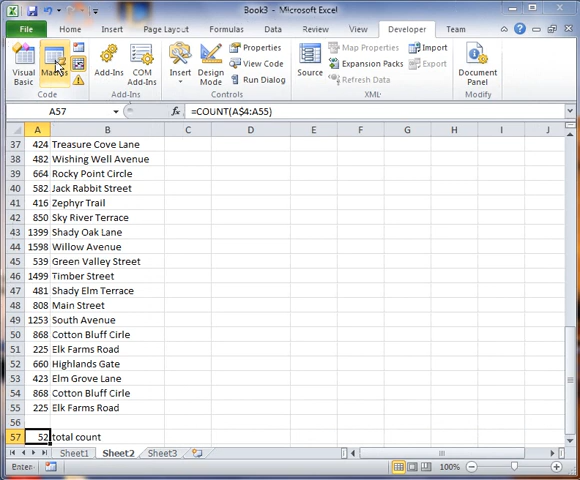 Book3 - Microsoft Excel
File Home Insert Page Layout Formulas Data Review View Developer Team
Visual Basic
Macros
Code
Add-Ins
COM Add-Ins
Add-Ins
Insert
Design Mode
Properties
View Code
Run Dialog
Controls
Source
Map Properties
Expansion Packs
Refresh Data
Import
Export
XML
Document Panel
Modify
A57 fx =COUNT(A$4:A55)
A B C D E F G H I J
37 424 Treasure Cove Lane
38 482 Wishing Well Avenue
39 664 Rocky Point Circle
40 582 Jack Rabbit Street
41 416 Zephyr Trail
42 850 Sky River Terrace
43 1399 Shady Oak Lane
44 1598 Willow Avenue
45 539 Green Valley Street
46 1499 Timber Street
47 481 Shady Elm Terrace
48 808 Main Street
49 1253 South Avenue
50 868 Cotton Bluff Cirle
51 225 Elk Farms Road
52 660 Highlands Gate
53 423 Elm Grove Lane
54 868 Cotton Bluff Cirle
55 225 Elk Farms Road
56
57 52 total count
Sheet1 Sheet2 Sheet3
Enter 100%